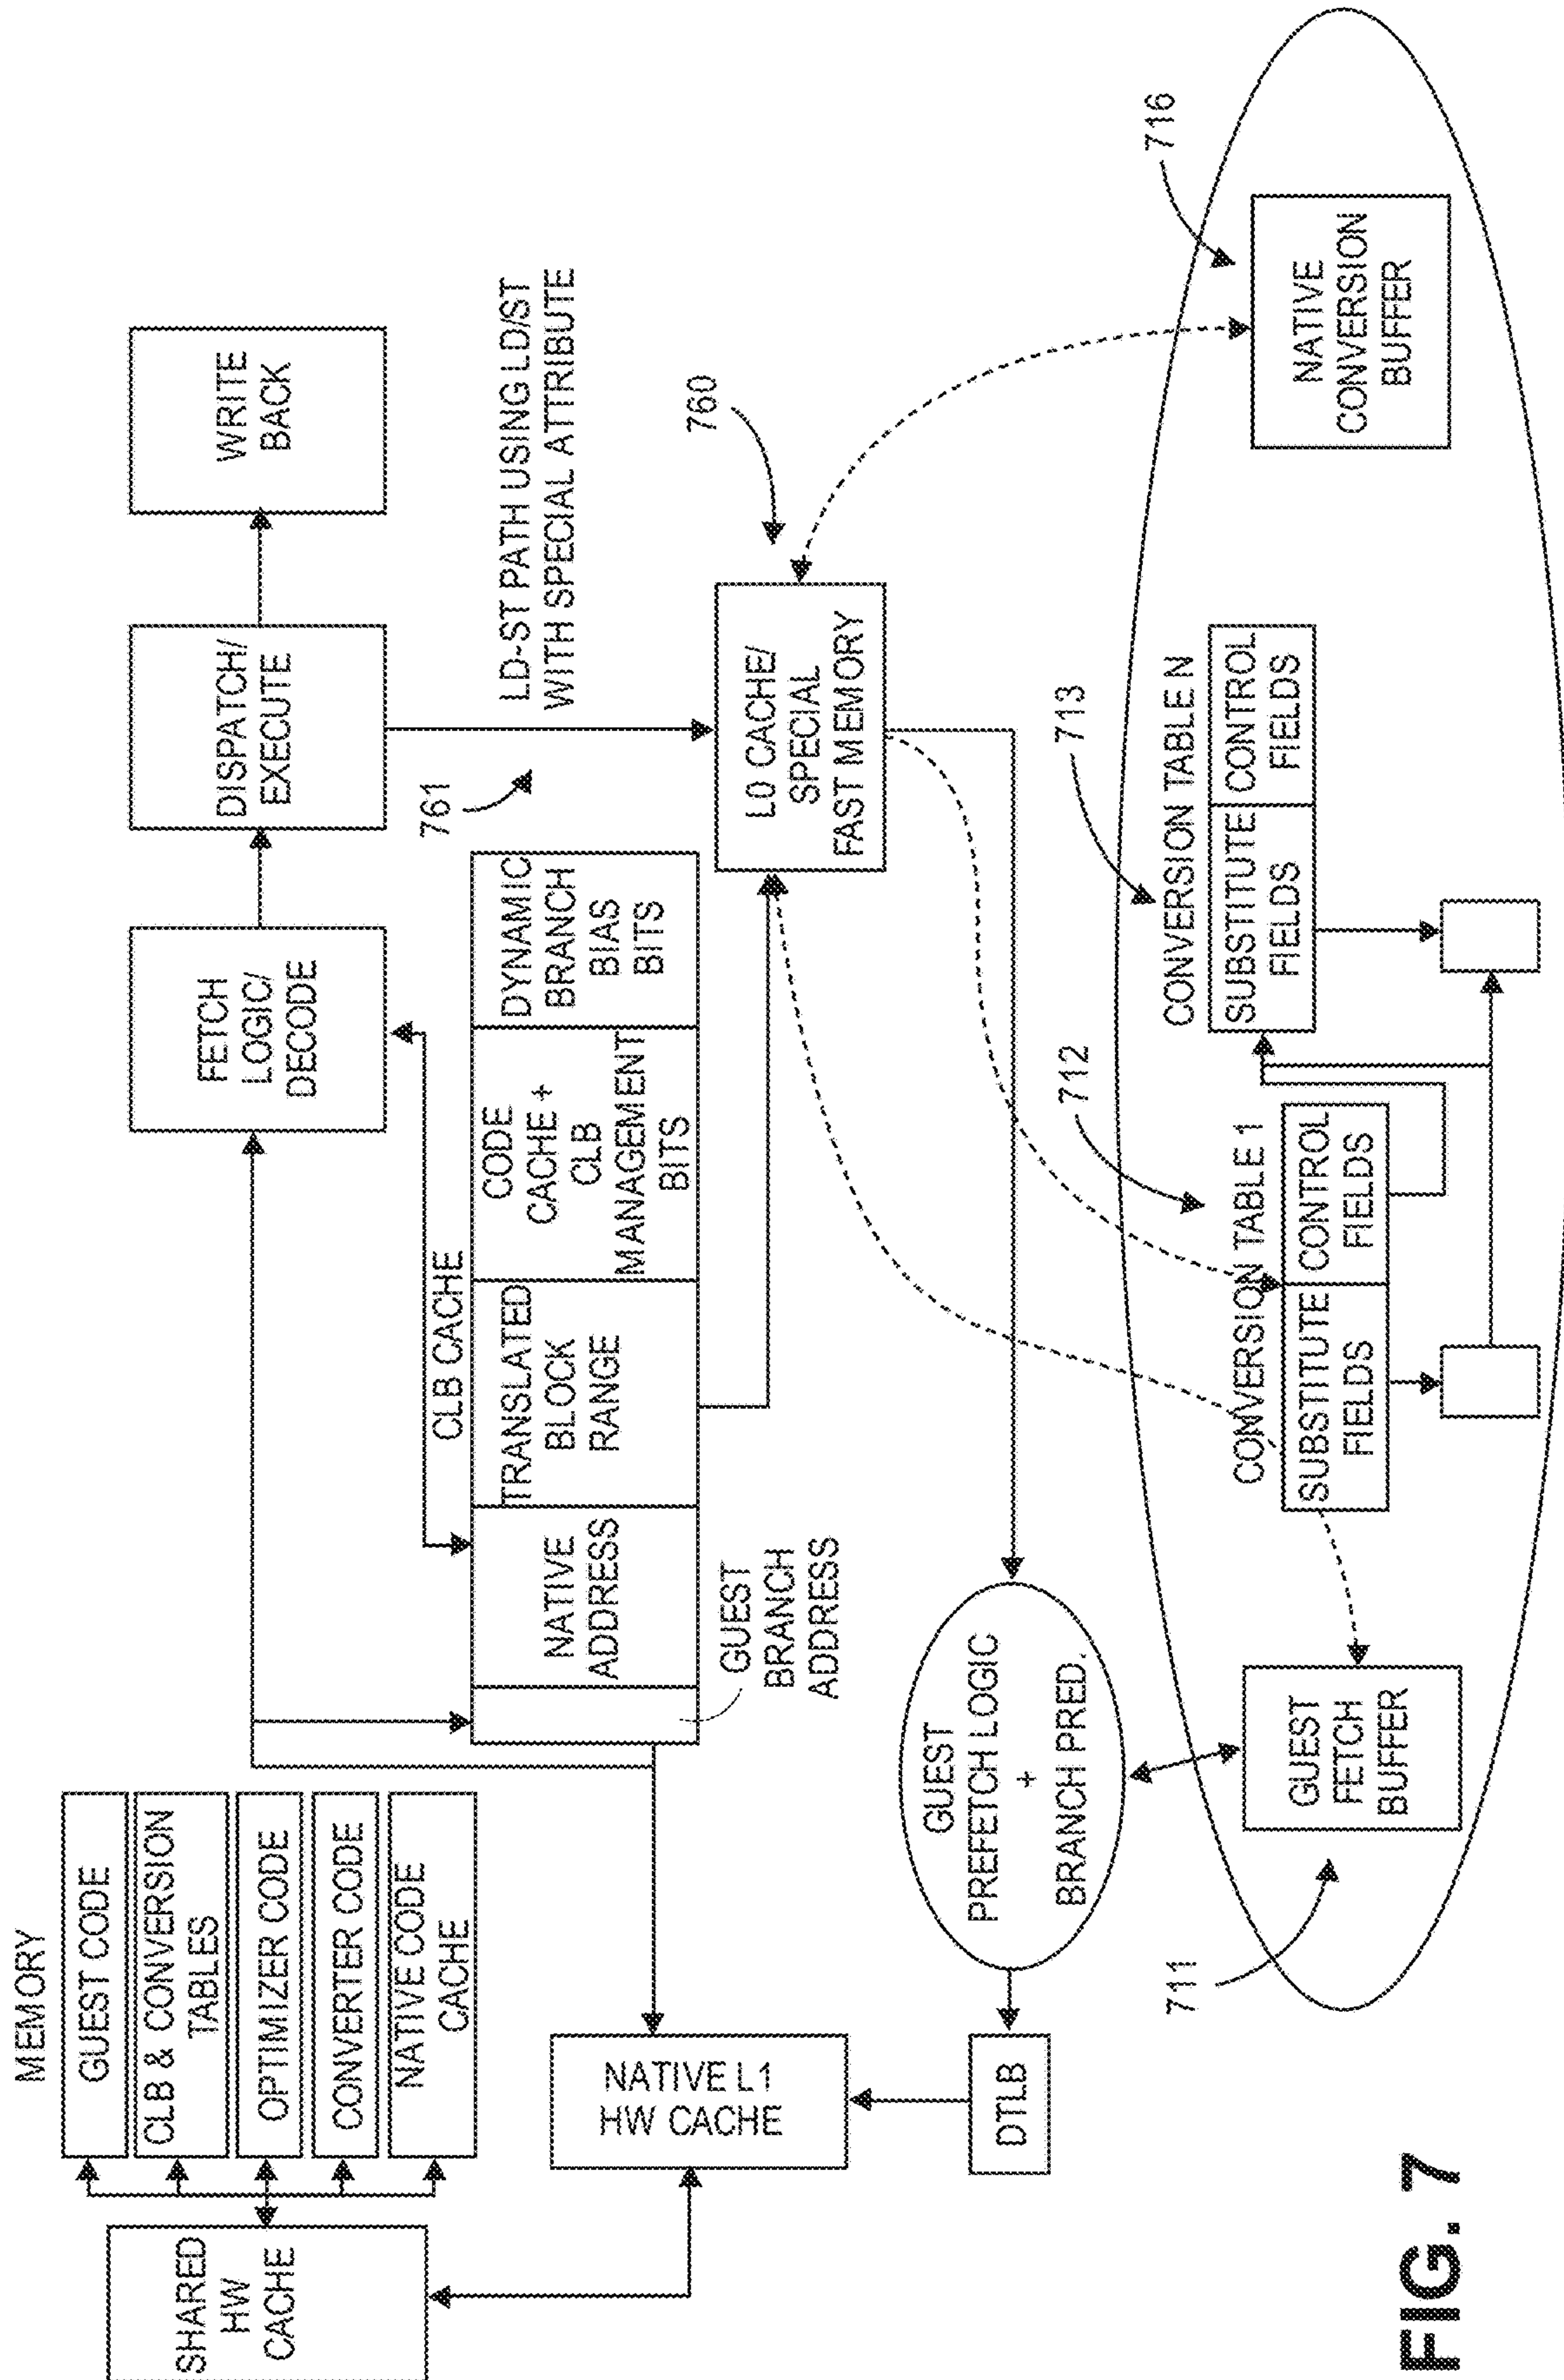 MEMORY
GUEST CODE
CLB & CONVERSION
TABLES
OPTIMIZER CODE
CONVERTER CODE
NATIVE CODE
CACHE
SHARED
HW
CACHE
NATIVE L1
HW CACHE
DTLB
FETCH
LOGIC/
DECODE
DISPATCH/
EXECUTE
WRITE
BACK
CLB CACHE
NATIVE
ADDRESS
TRANSLATED
BLOCK
RANGE
CODE
CACHE +
CLB
MANAGEMENT
BITS
DYNAMIC
BRANCH
BIAS
BITS
GUEST
BRANCH
ADDRESS
761
LD-ST PATH USING LD/ST
WITH SPECIAL ATTRIBUTE
760
L0 CACHE/
SPECIAL
FAST MEMORY
GUEST
PREFETCH LOGIC
+
BRANCH PRED.
711
GUEST
FETCH
BUFFER
712
CONVERSION TABLE 1
SUBSTITUTE
FIELDS
CONTROL
FIELDS
713
CONVERSION TABLE N
SUBSTITUTE
FIELDS
CONTROL
FIELDS
716
NATIVE
CONVERSION
BUFFER
FIG. 7